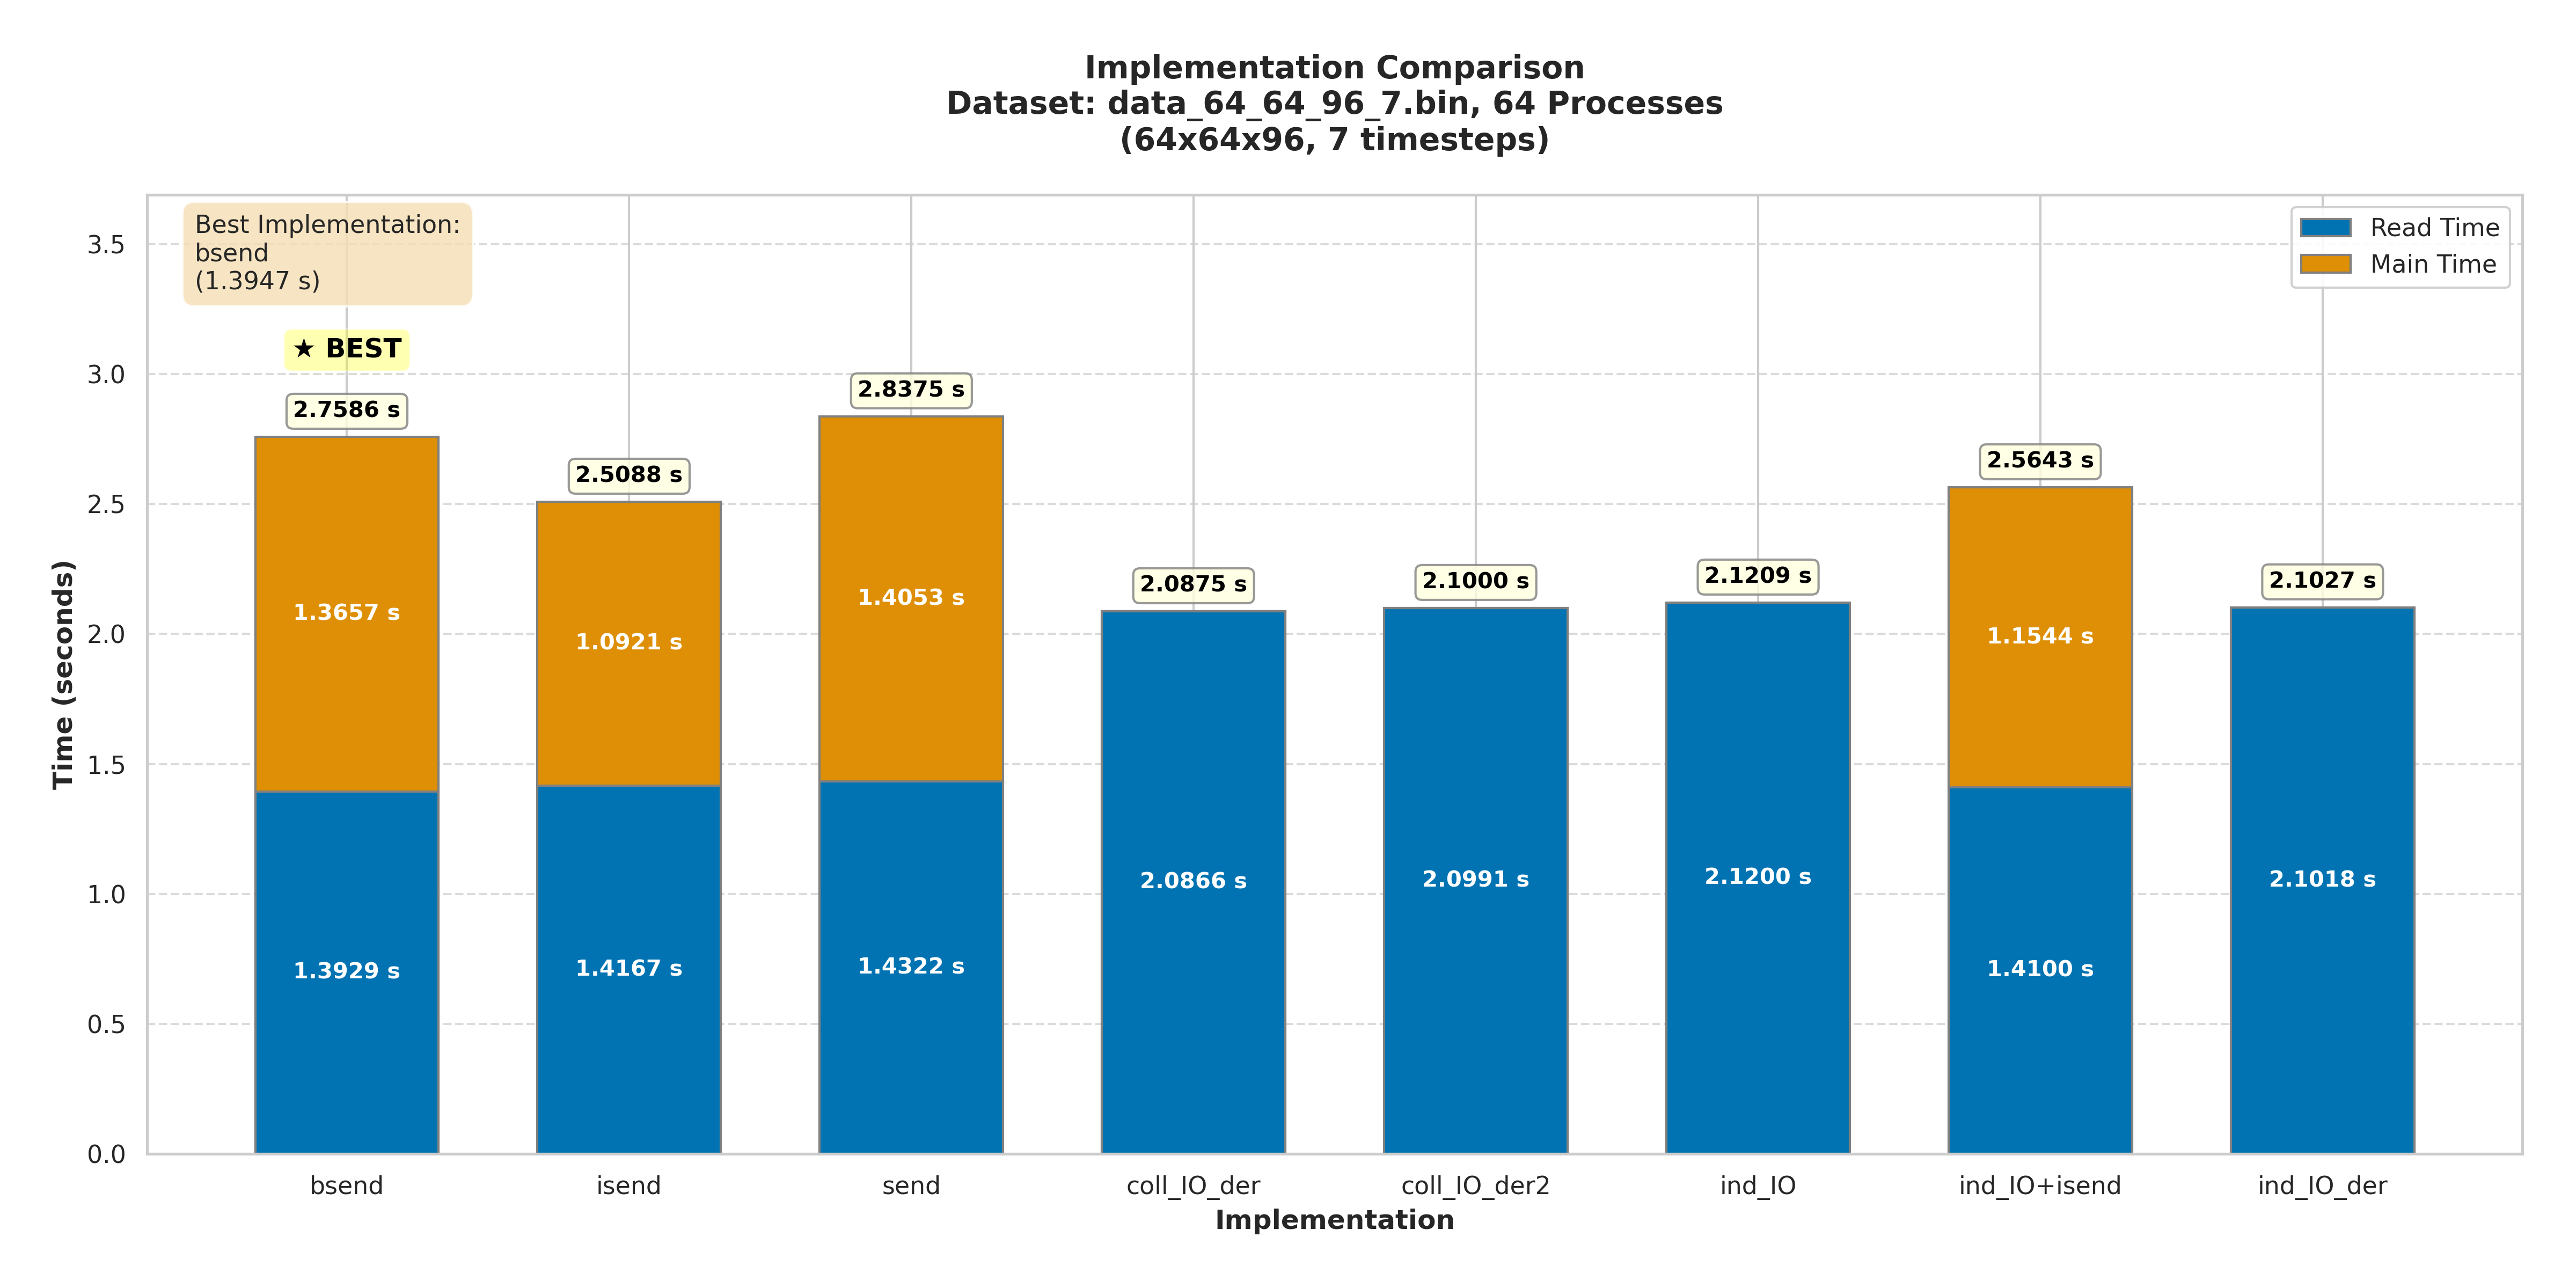 Implementation Comparison
Dataset: data_64_64_96_7.bin, 64 Processes
(64x64x96, 7 timesteps)
Best Implementation:
bsend
(1.3947 s)
★ BEST
Read Time
Main Time
Time (seconds)
3.5
3.0
2.5
2.0
1.5
1.0
0.5
0.0
2.7586 s
1.3657 s
1.3929 s
2.5088 s
1.0921 s
1.4167 s
2.8375 s
1.4053 s
1.4322 s
2.0875 s
2.0866 s
2.1000 s
2.0991 s
2.1209 s
2.1200 s
2.5643 s
1.1544 s
1.4100 s
2.1027 s
2.1018 s
bsend
isend
send
coll_IO_der
coll_IO_der2
ind_IO
ind_IO+isend
ind_IO_der
Implementation